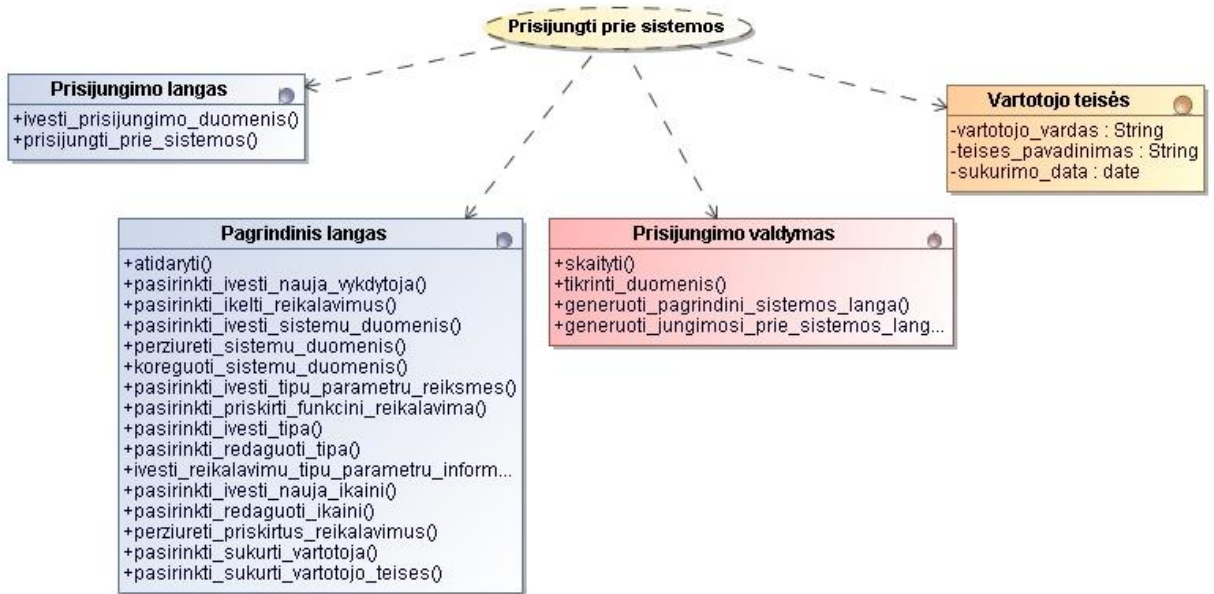 Prisijungti prie sistemos
Prisijungimo langas
+ivesti_prisijungimo_duomenis()
+prisijungti_prie_sistemos()
Vartotojo teisės
-vartotojo_vardas : String
-teises_pavadinimas : String
-sukurimo_data : date
Pagrindinis langas
+atidaryti()
+pasirinkti_ivesti_nauja_vykdytoja()
+pasirinkti_ikelti_reikalavimus()
+pasirinkti_ivesti_sistemu_duomenis()
+perziureti_sistemu_duomenis()
+koreguoti_sistemu_duomenis()
+pasirinkti_ivesti_tipu_parametru_reiksmes()
+pasirinkti_priskirti_funkcini_reikalavima()
+pasirinkti_ivesti_tipa()
+pasirinkti_redaguoti_tipa()
+ivesti_reikalavimu_tipu_parametru_inform...
+pasirinkti_ivesti_nauja_ikaini()
+pasirinkti_redaguoti_ikaini()
+perziureti_priskirtus_reikalavimus()
+pasirinkti_sukurti_vartotoja()
+pasirinkti_sukurti_vartotojo_teises()
Prisijungimo valdymas
+skaityti()
+tikrinti_duomenis()
+generuoti_pagrindini_sistemos_langa()
+generuoti_jungimosi_prie_sistemos_lang...